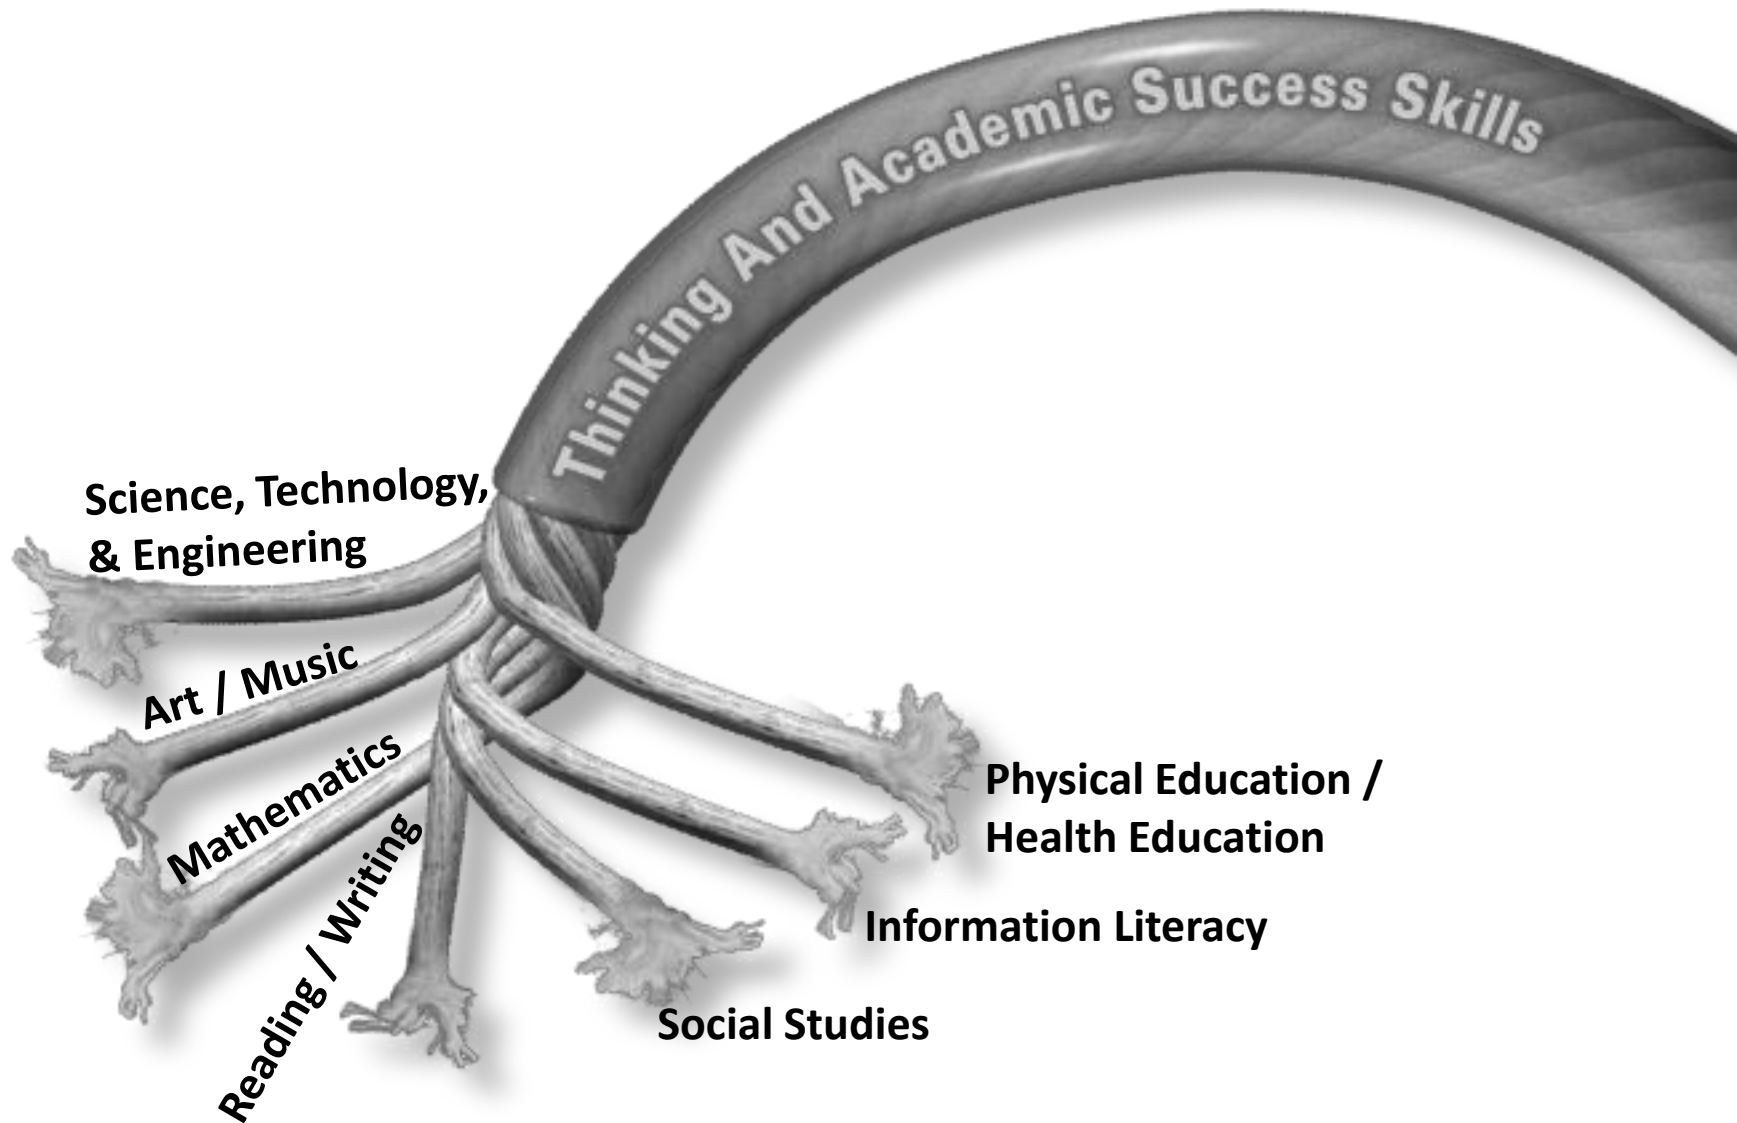 Thinking And Academic Success Skills
Science, Technology,
& Engineering
Art / Music
Mathematics
Reading / Writing
Physical Education /
Health Education
Information Literacy
Social Studies